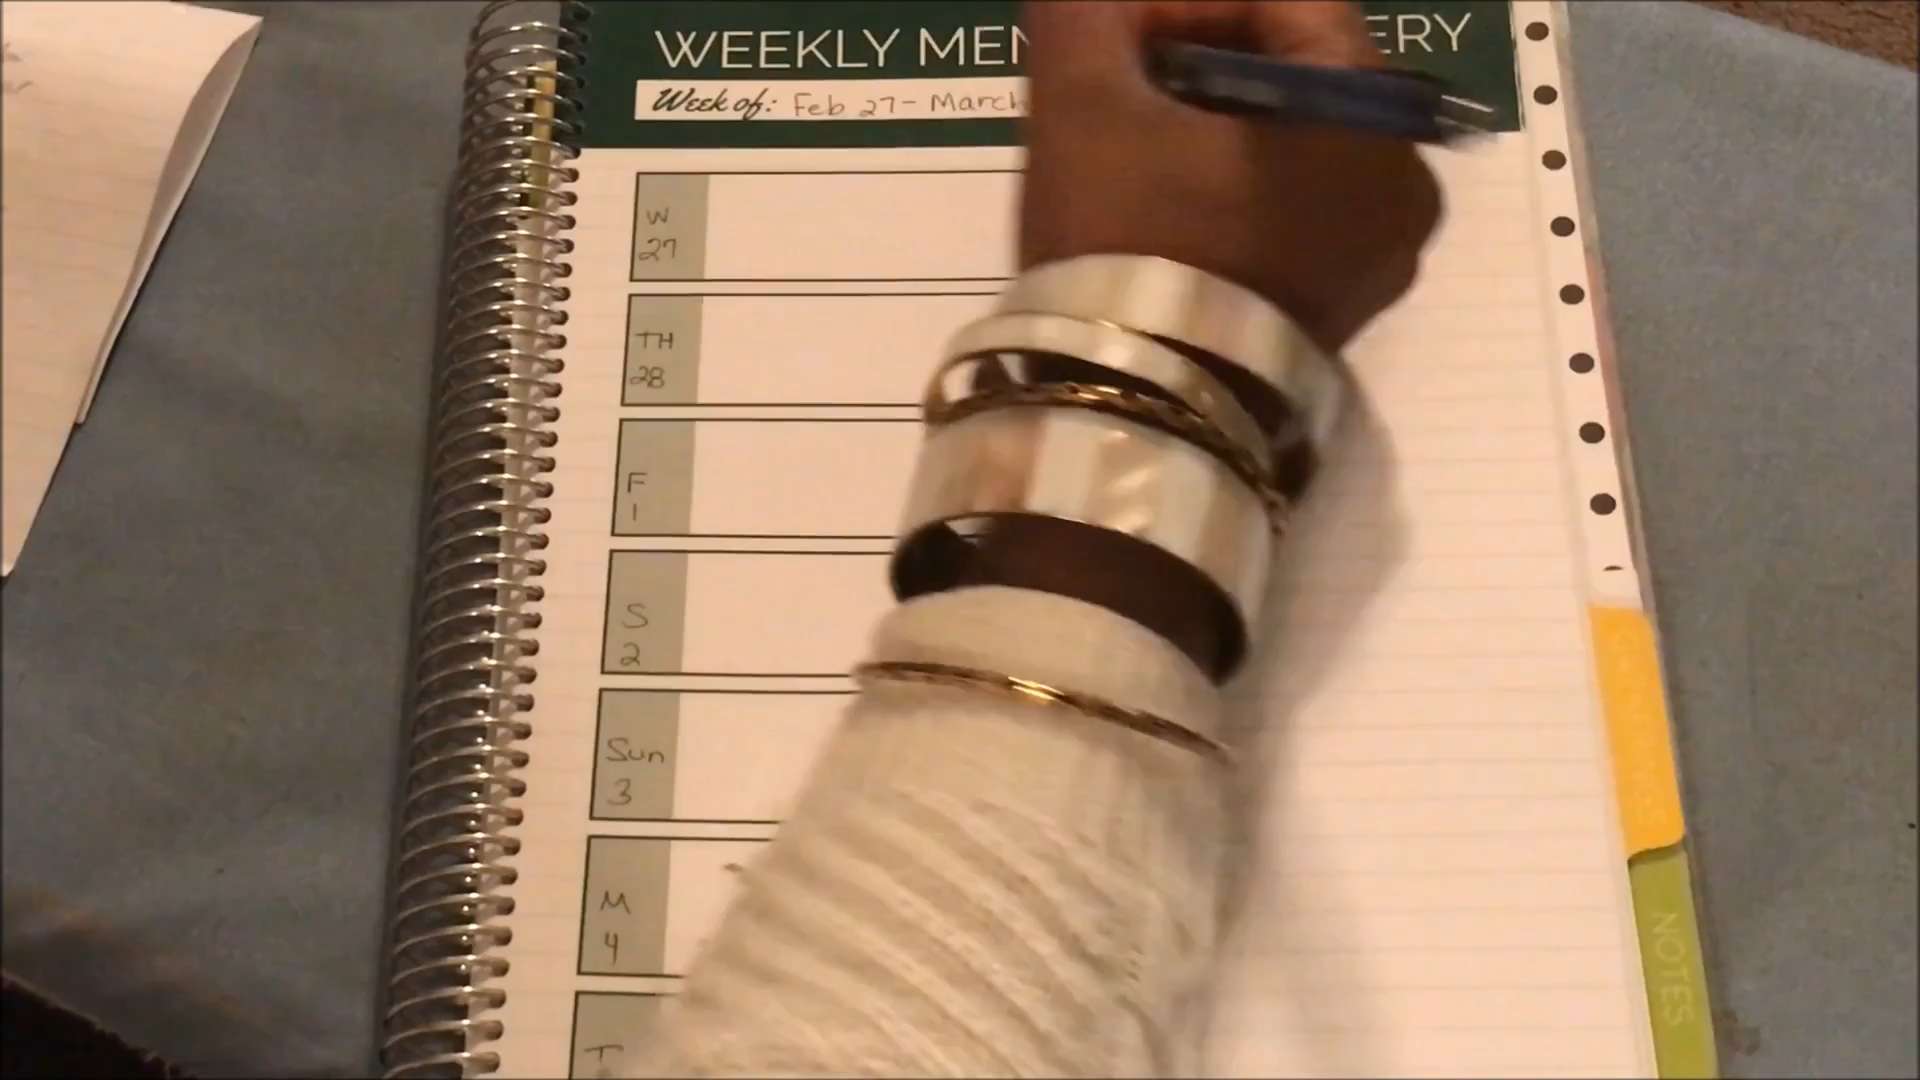 WEEKLY MEN ERY
Week of: Feb 27 - March
W
27
TH
28
F
1
S
2
Sun
3
M
4
T
NOTES